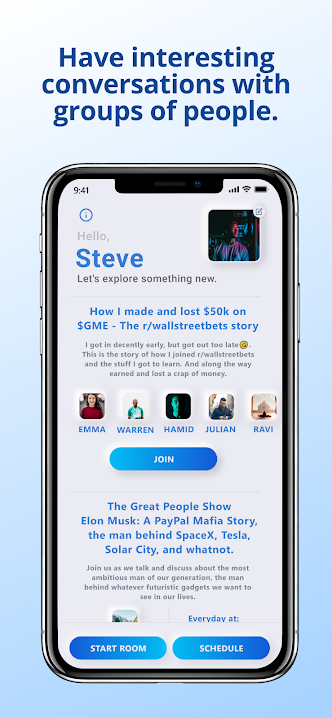 Have interesting
conversations with
groups of people.
9:41
Hello,
Steve
Let's explore something new.
How I made and lost $50k on
$GME - The r/wallstreetbets story
I got in decently early, but got out too late🤣.
This is the story of how I joined r/wallstreetbets
and the stuff I got to learn. And along the way
earned and lost a crap of money.
EMMA WARREN HAMID JULIAN RAVI
JOIN
The Great People Show
Elon Musk: A PayPal Mafia Story,
the man behind SpaceX, Tesla,
Solar City, and whatnot.
Join us as we talk and discuss about the most
ambitious man of our generation, the man
behind whatever futuristic gadgets we want to
see in our lives.
Everyday at:
START ROOM SCHEDULE